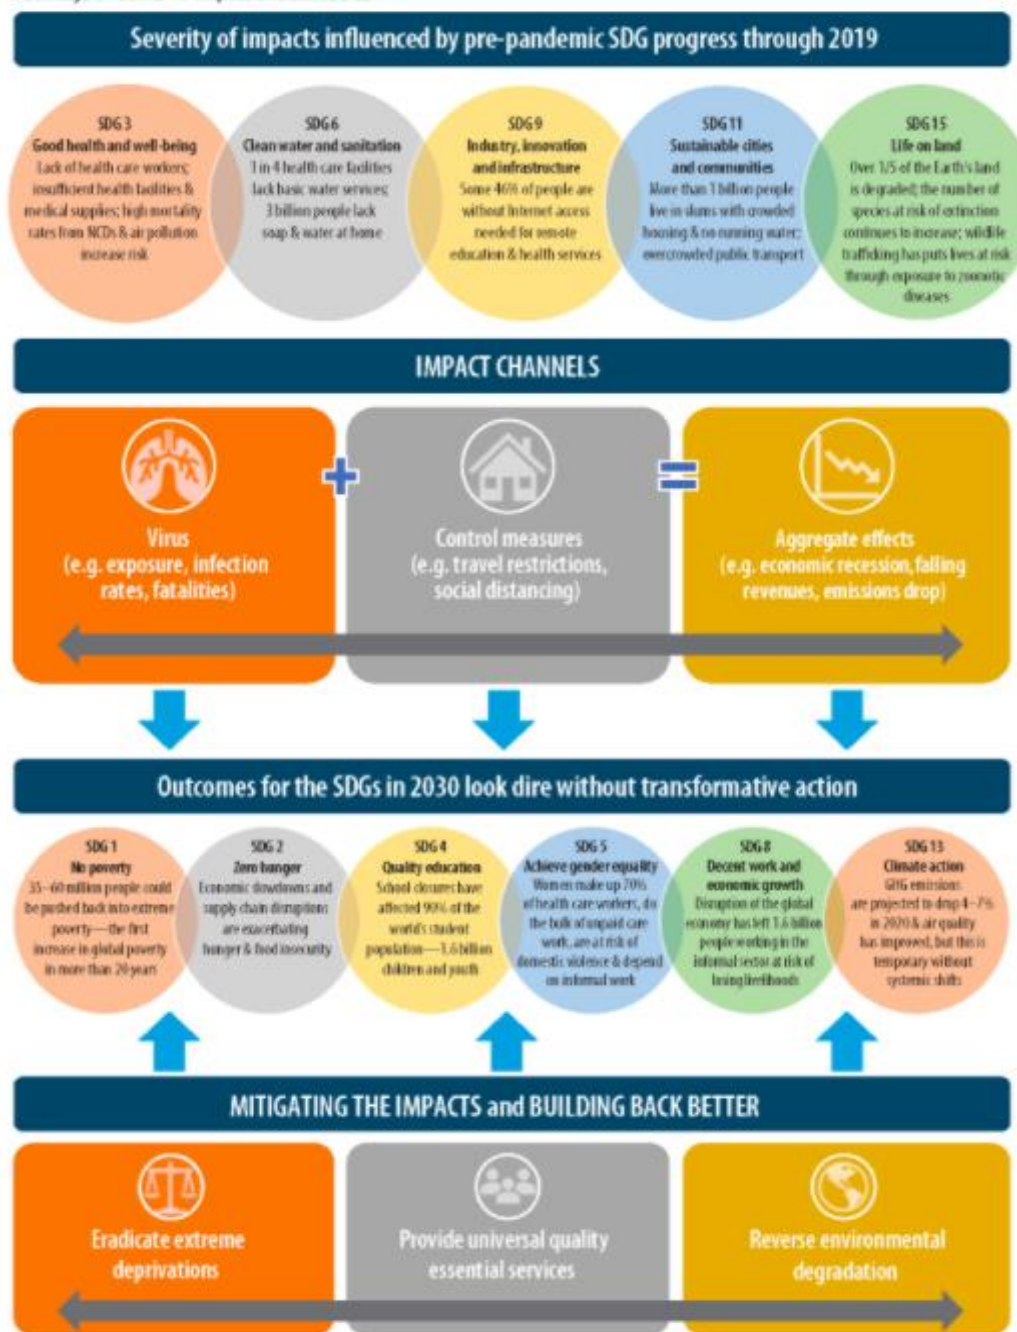 Severity of impacts influenced by pre-pandemic SDG progress through 2019
SDG 3
Good health and well-being
Lack of health care workers;
insufficient health facilities &
medical supplies; high mortality
rates from NCDs & air pollution
increase risk
SDG 6
Clean water and sanitation
1 in 4 health care facilities
lack basic water services;
3 billion people lack
soap & water at home
SDG 9
Industry, innovation
and infrastructure
Some 46% of people are
without Internet access
needed for remote
education & health services
SDG 11
Sustainable cities
and communities
More than 1 billion people
live in slums with crowded
housing & no running water;
overcrowded public transport
SDG 15
Life on land
Over 1/5 of the Earth's land
is degraded; the number of
species at risk of extinction
continues to increase; wildlife
trafficking has puts lives at risk
through exposure to zoonotic
diseases
IMPACT CHANNELS
Virus
(e.g. exposure, infection
rates, fatalities)
+
Control measures
(e.g. travel restrictions,
social distancing)
=
Aggregate effects
(e.g. economic recession, falling
revenues, emissions drop)
Outcomes for the SDGs in 2030 look dire without transformative action
SDG 1
No poverty
35–60 million people could
be pushed back into extreme
poverty—the first
increase in global poverty
in more than 20 years
SDG 2
Zero hunger
Economic slowdowns and
supply chain disruptions
are exacerbating
hunger & food insecurity
SDG 4
Quality education
School closures have
affected 90% of the
world's student
population—1.6 billion
children and youth
SDG 5
Achieve gender equality
Women make up 70%
of health care workers, do
the bulk of unpaid care
work, are at risk of
domestic violence & depend
on informal work
SDG 8
Decent work and
economic growth
Disruption of the global
economy has left 1.6 billion
people working in the
informal sector at risk of
losing livelihoods
SDG 13
Climate action
GHG emissions
are projected to drop 4–7%
in 2020 & air quality
has improved, but this is
temporary without
systemic shifts
MITIGATING THE IMPACTS and BUILDING BACK BETTER
Eradicate extreme
deprivations
Provide universal quality
essential services
Reverse environmental
degradation